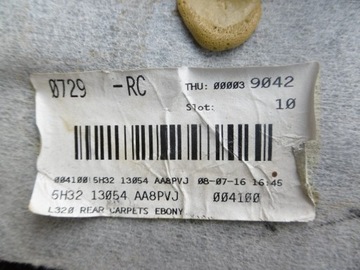 0729 -RC THU: 00003 9042
Slot: 10
004100 5H32 13054 AA8PVJ 08-07-16 16:45
5H32 13054 AA8PVJ 004100
L320 REAR CARPETS EBONY